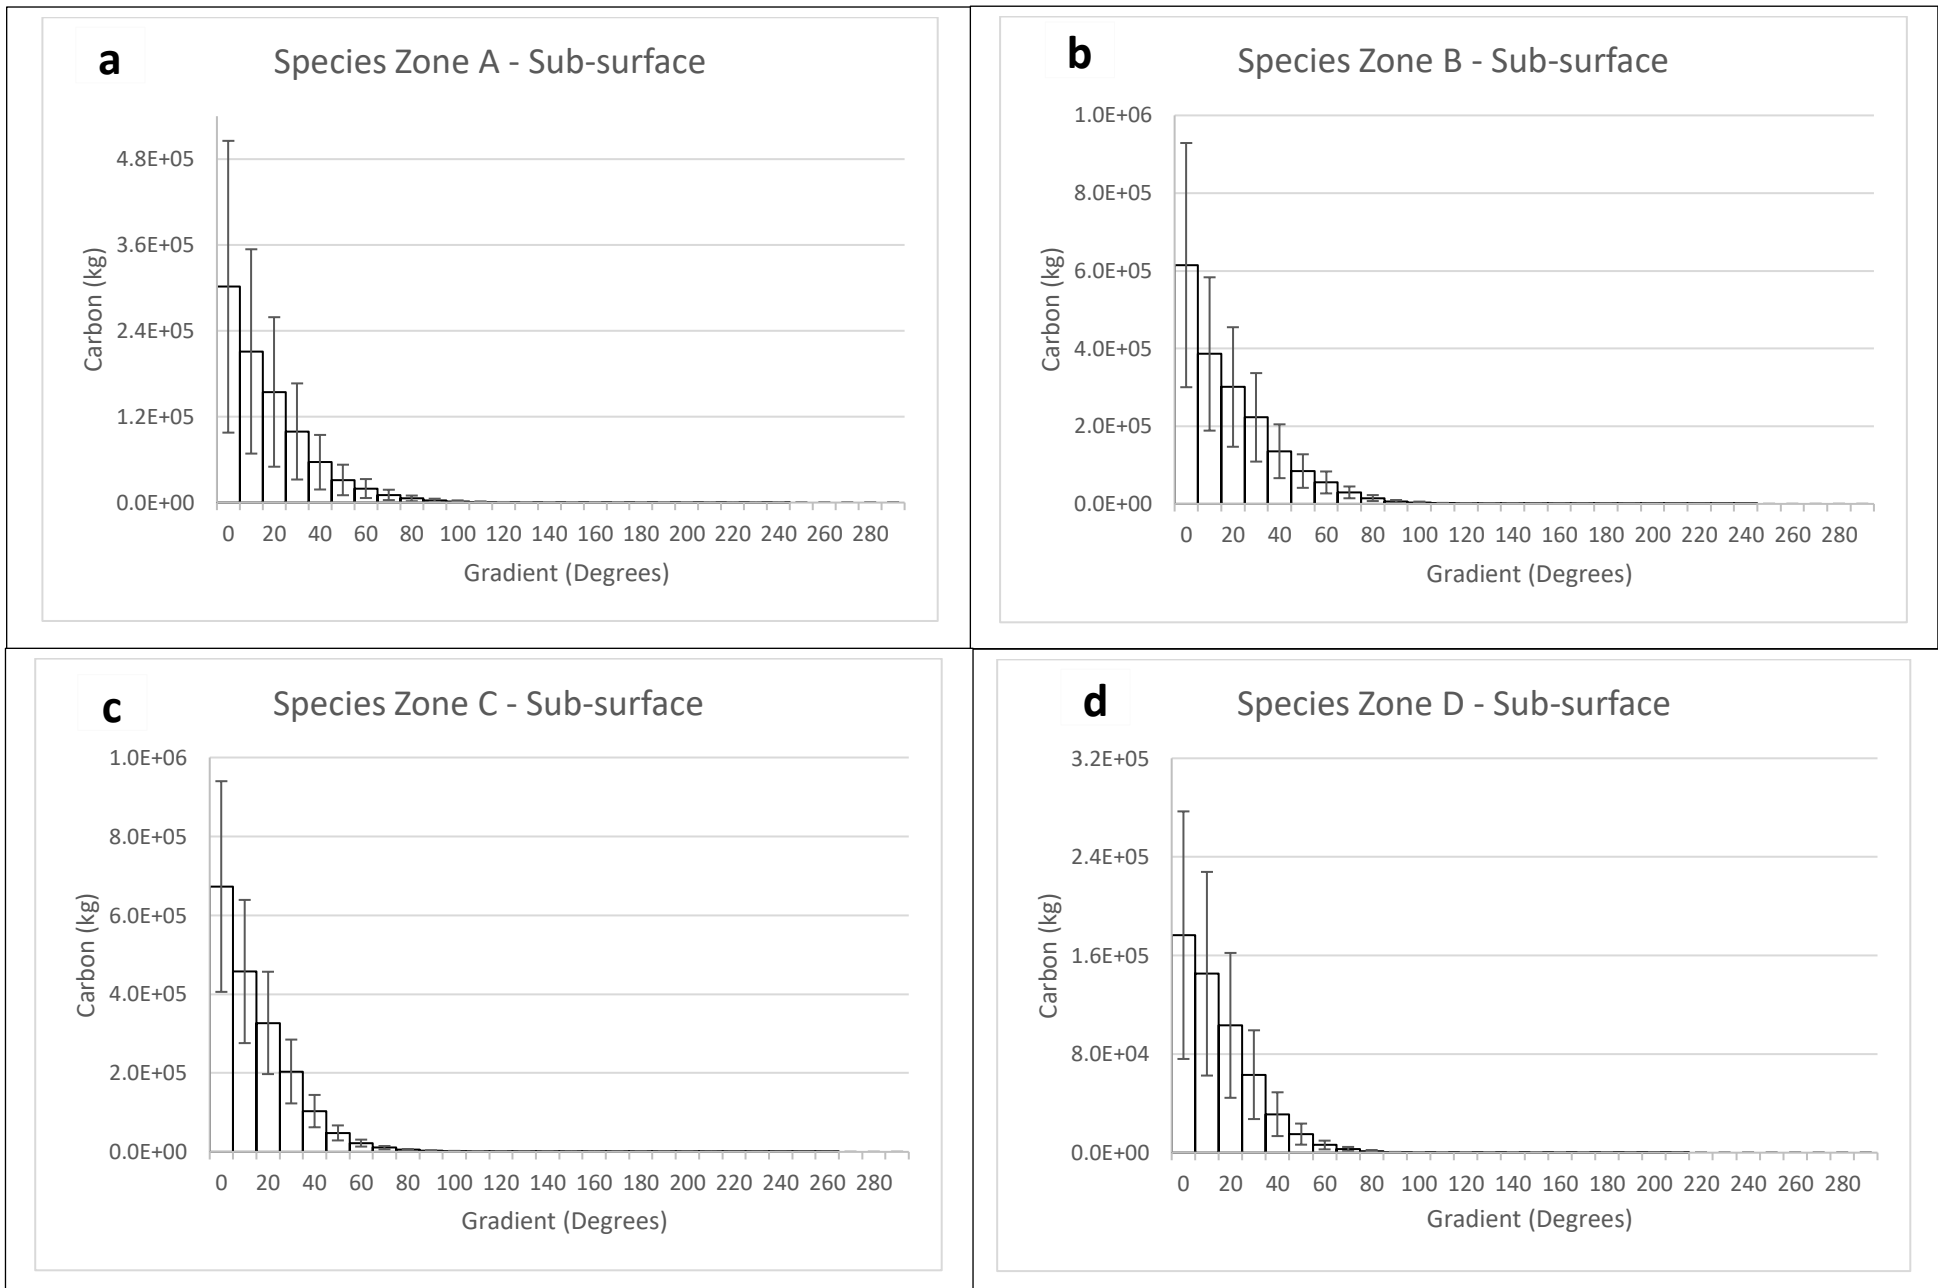 a
Species Zone A - Sub-surface
4.8E+05
3.6E+05
2.4E+05
1.2E+05
0.0E+00
Carbon (kg)
0 20 40 60 80 100 120 140 160 180 200 220 240 260 280
Gradient (Degrees)
b
Species Zone B - Sub-surface
1.0E+06
8.0E+05
6.0E+05
4.0E+05
2.0E+05
0.0E+00
Carbon (kg)
0 20 40 60 80 100 120 140 160 180 200 220 240 280
Gradient (Degrees)
c
Species Zone C - Sub-surface
1.0E+06
8.0E+05
6.0E+05
4.0E+05
2.0E+05
0.0E+00
Carbon (kg)
0 20 40 60 80 100 120 140 160 180 200 220 240 260 280
Gradient (Degrees)
d
Species Zone D - Sub-surface
3.2E+05
2.4E+05
1.6E+05
8.0E+04
0.0E+00
Carbon (kg)
0 20 40 60 80 100 120 140 160 180 200 220 240 260 280
Gradient (Degrees)